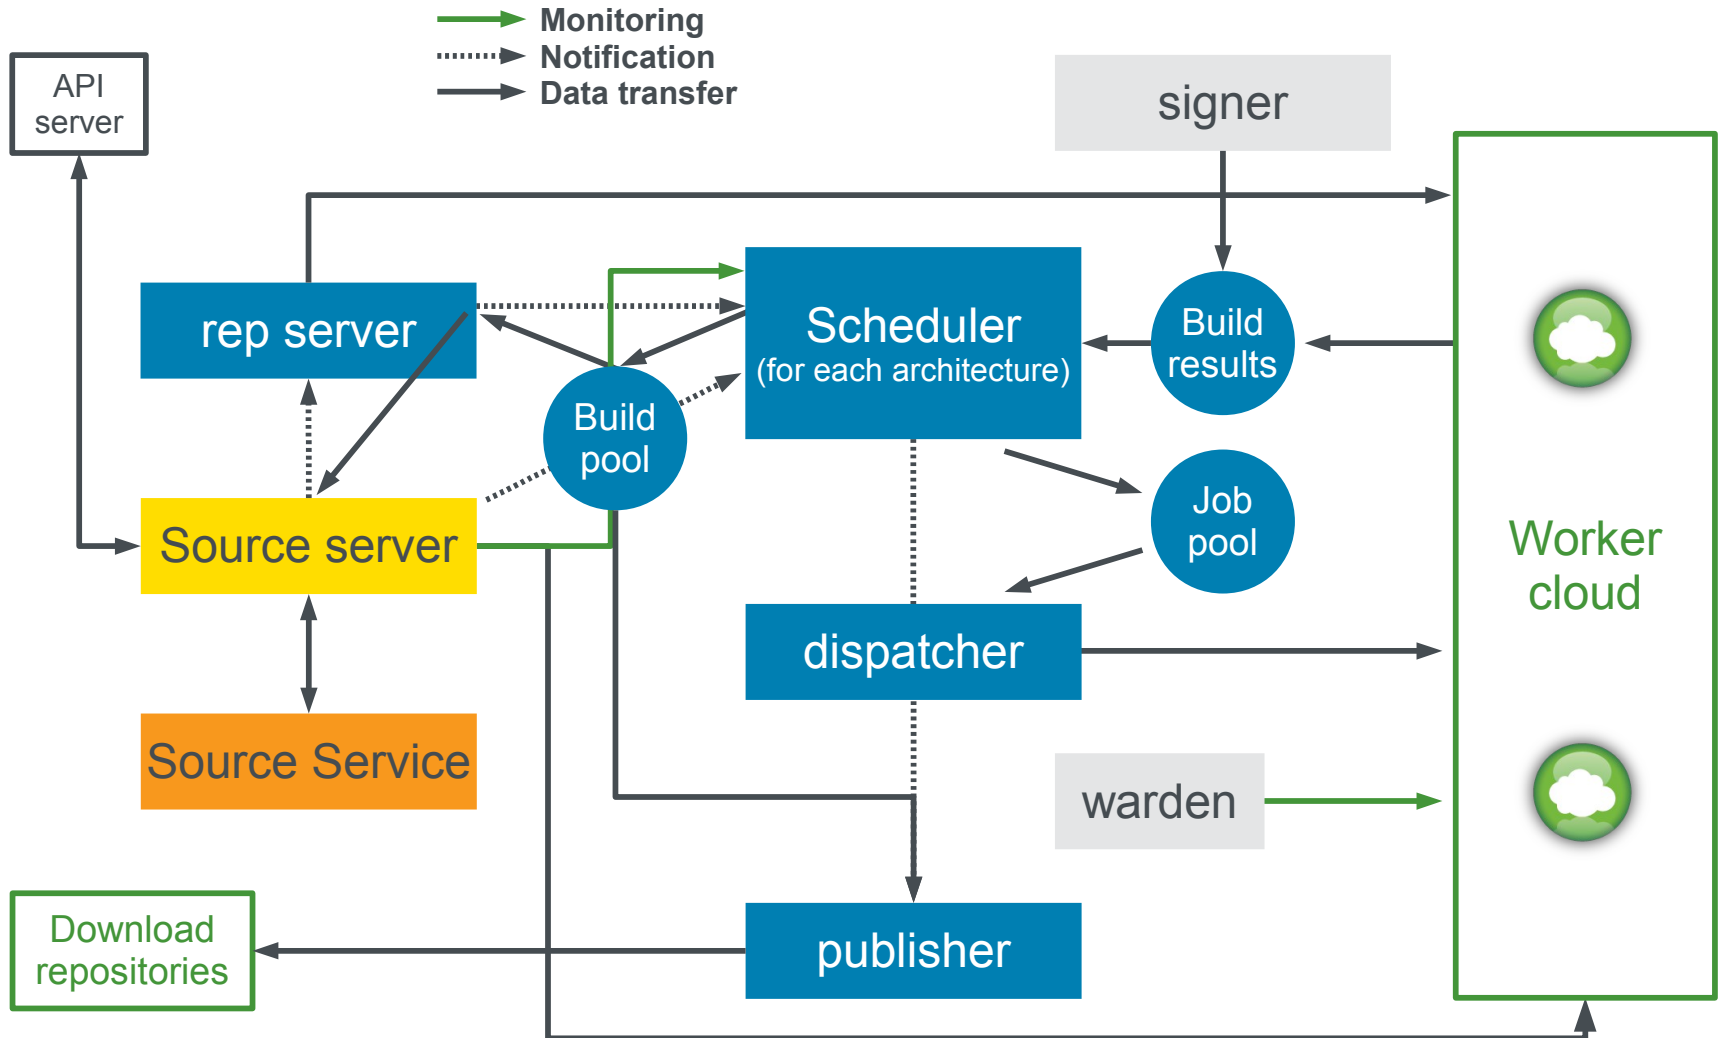 Monitoring
Notification
Data transfer
API
server
signer
rep server
Scheduler
(for each architecture)
Build
results
Build
pool
Job
pool
Source server
Worker
cloud
dispatcher
Source Service
warden
Download
repositories
publisher